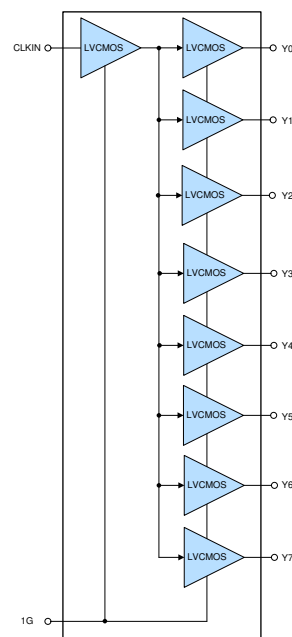 CLKIN
LVCMOS
LVCMOS
Y0
LVCMOS
Y1
LVCMOS
Y2
LVCMOS
Y3
LVCMOS
Y4
LVCMOS
Y5
LVCMOS
Y6
LVCMOS
Y7
1G